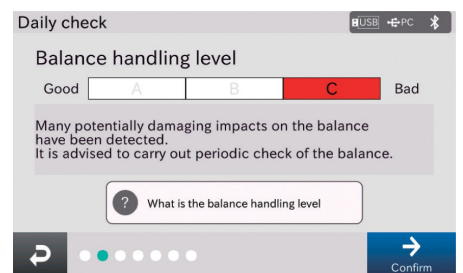 Daily check
USB PC
Balance handling level
Good A B C Bad
Many potentially damaging impacts on the balance
have been detected.
It is advised to carry out periodic check of the balance.
? What is the balance handling level
Confirm